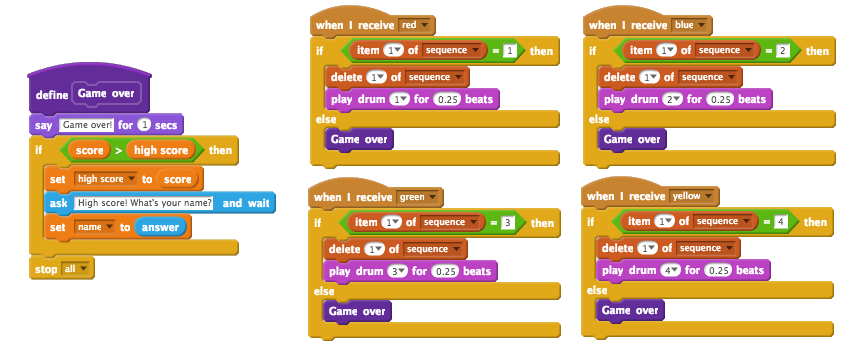 define Game over
say Game over! for 1 secs
if score > high score then
set high score to score
ask High score! What's your name? and wait
set name to answer
stop all
when I receive red
if item 1 of sequence = 1 then
delete 1 of sequence
play drum 1 for 0.25 beats
else
Game over
when I receive blue
if item 1 of sequence = 2 then
delete 1 of sequence
play drum 2 for 0.25 beats
else
Game over
when I receive green
if item 1 of sequence = 3 then
delete 1 of sequence
play drum 3 for 0.25 beats
else
Game over
when I receive yellow
if item 1 of sequence = 4 then
delete 1 of sequence
play drum 4 for 0.25 beats
else
Game over